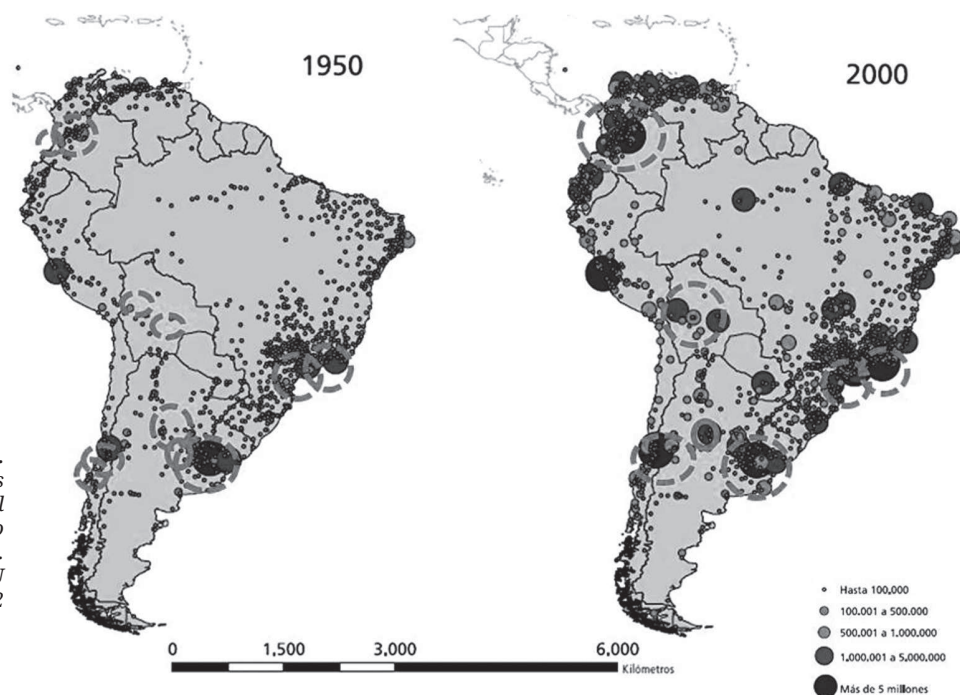 1950
2000
0 1,500 3,000 6,000
Kilómetros
Hasta 100,000
100.001 a 500.000
500.001 a 1.000.000
1,000,001 a 5,000,000
Más de 5 millones